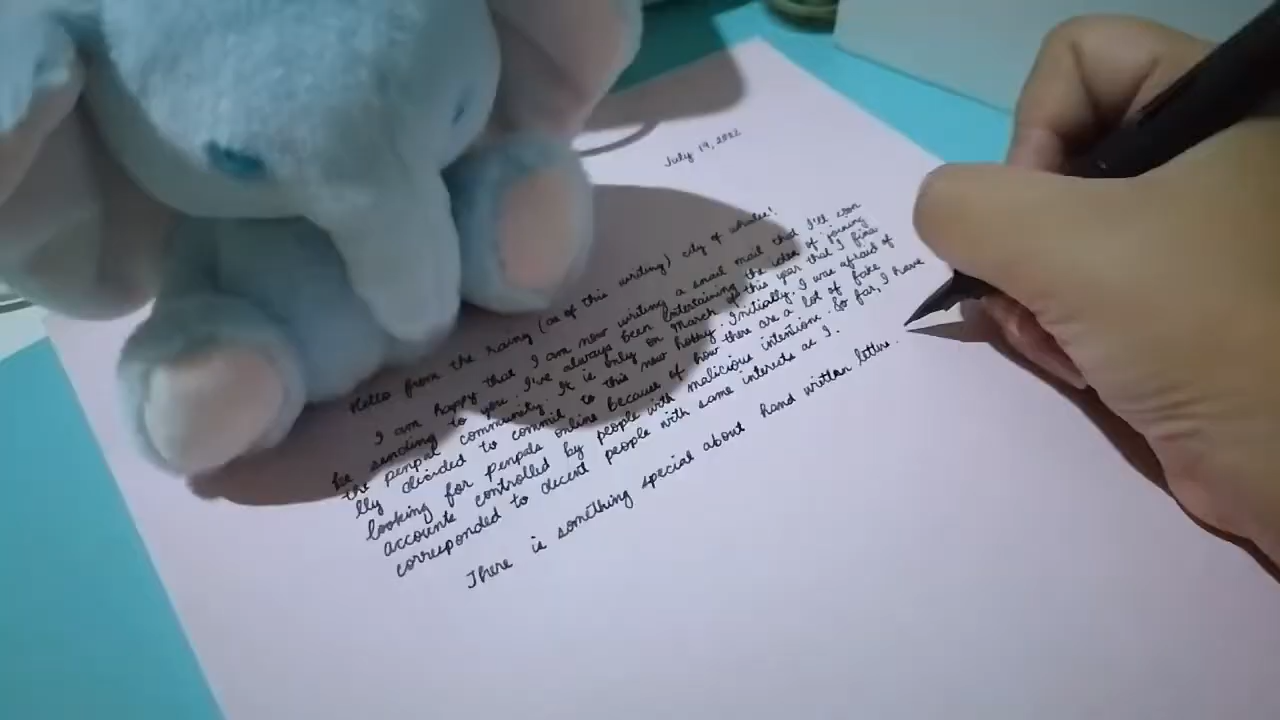 July 19, 2022
Hello from the rainy (as of this writing) city of whales!
I am happy that I am now writing a snail mail that I'll soon
be sending to you. I've always been entertaining the idea of joining
the penpal community. It is only on March of this year that I fina
lly decided to commit to this new hobby. Initially, I was afraid of
looking for penpals online because of how there are a lot of fake
accounts controlled by people with malicious intentions. So far, I have
corresponded to decent people with same interests as I.
There is something special about hand written letters.